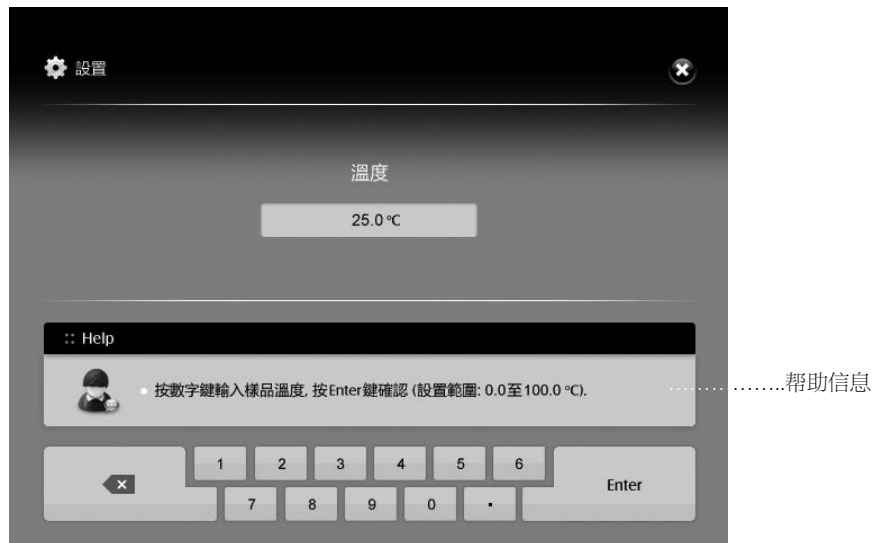 設置
溫度
25.0 °C
:: Help
按數字鍵輸入樣品溫度, 按Enter鍵確認 (設置範圍: 0.0至100.0 °C).
……………..帮助信息
1 2 3 4 5 6
7 8 9 0 .
Enter